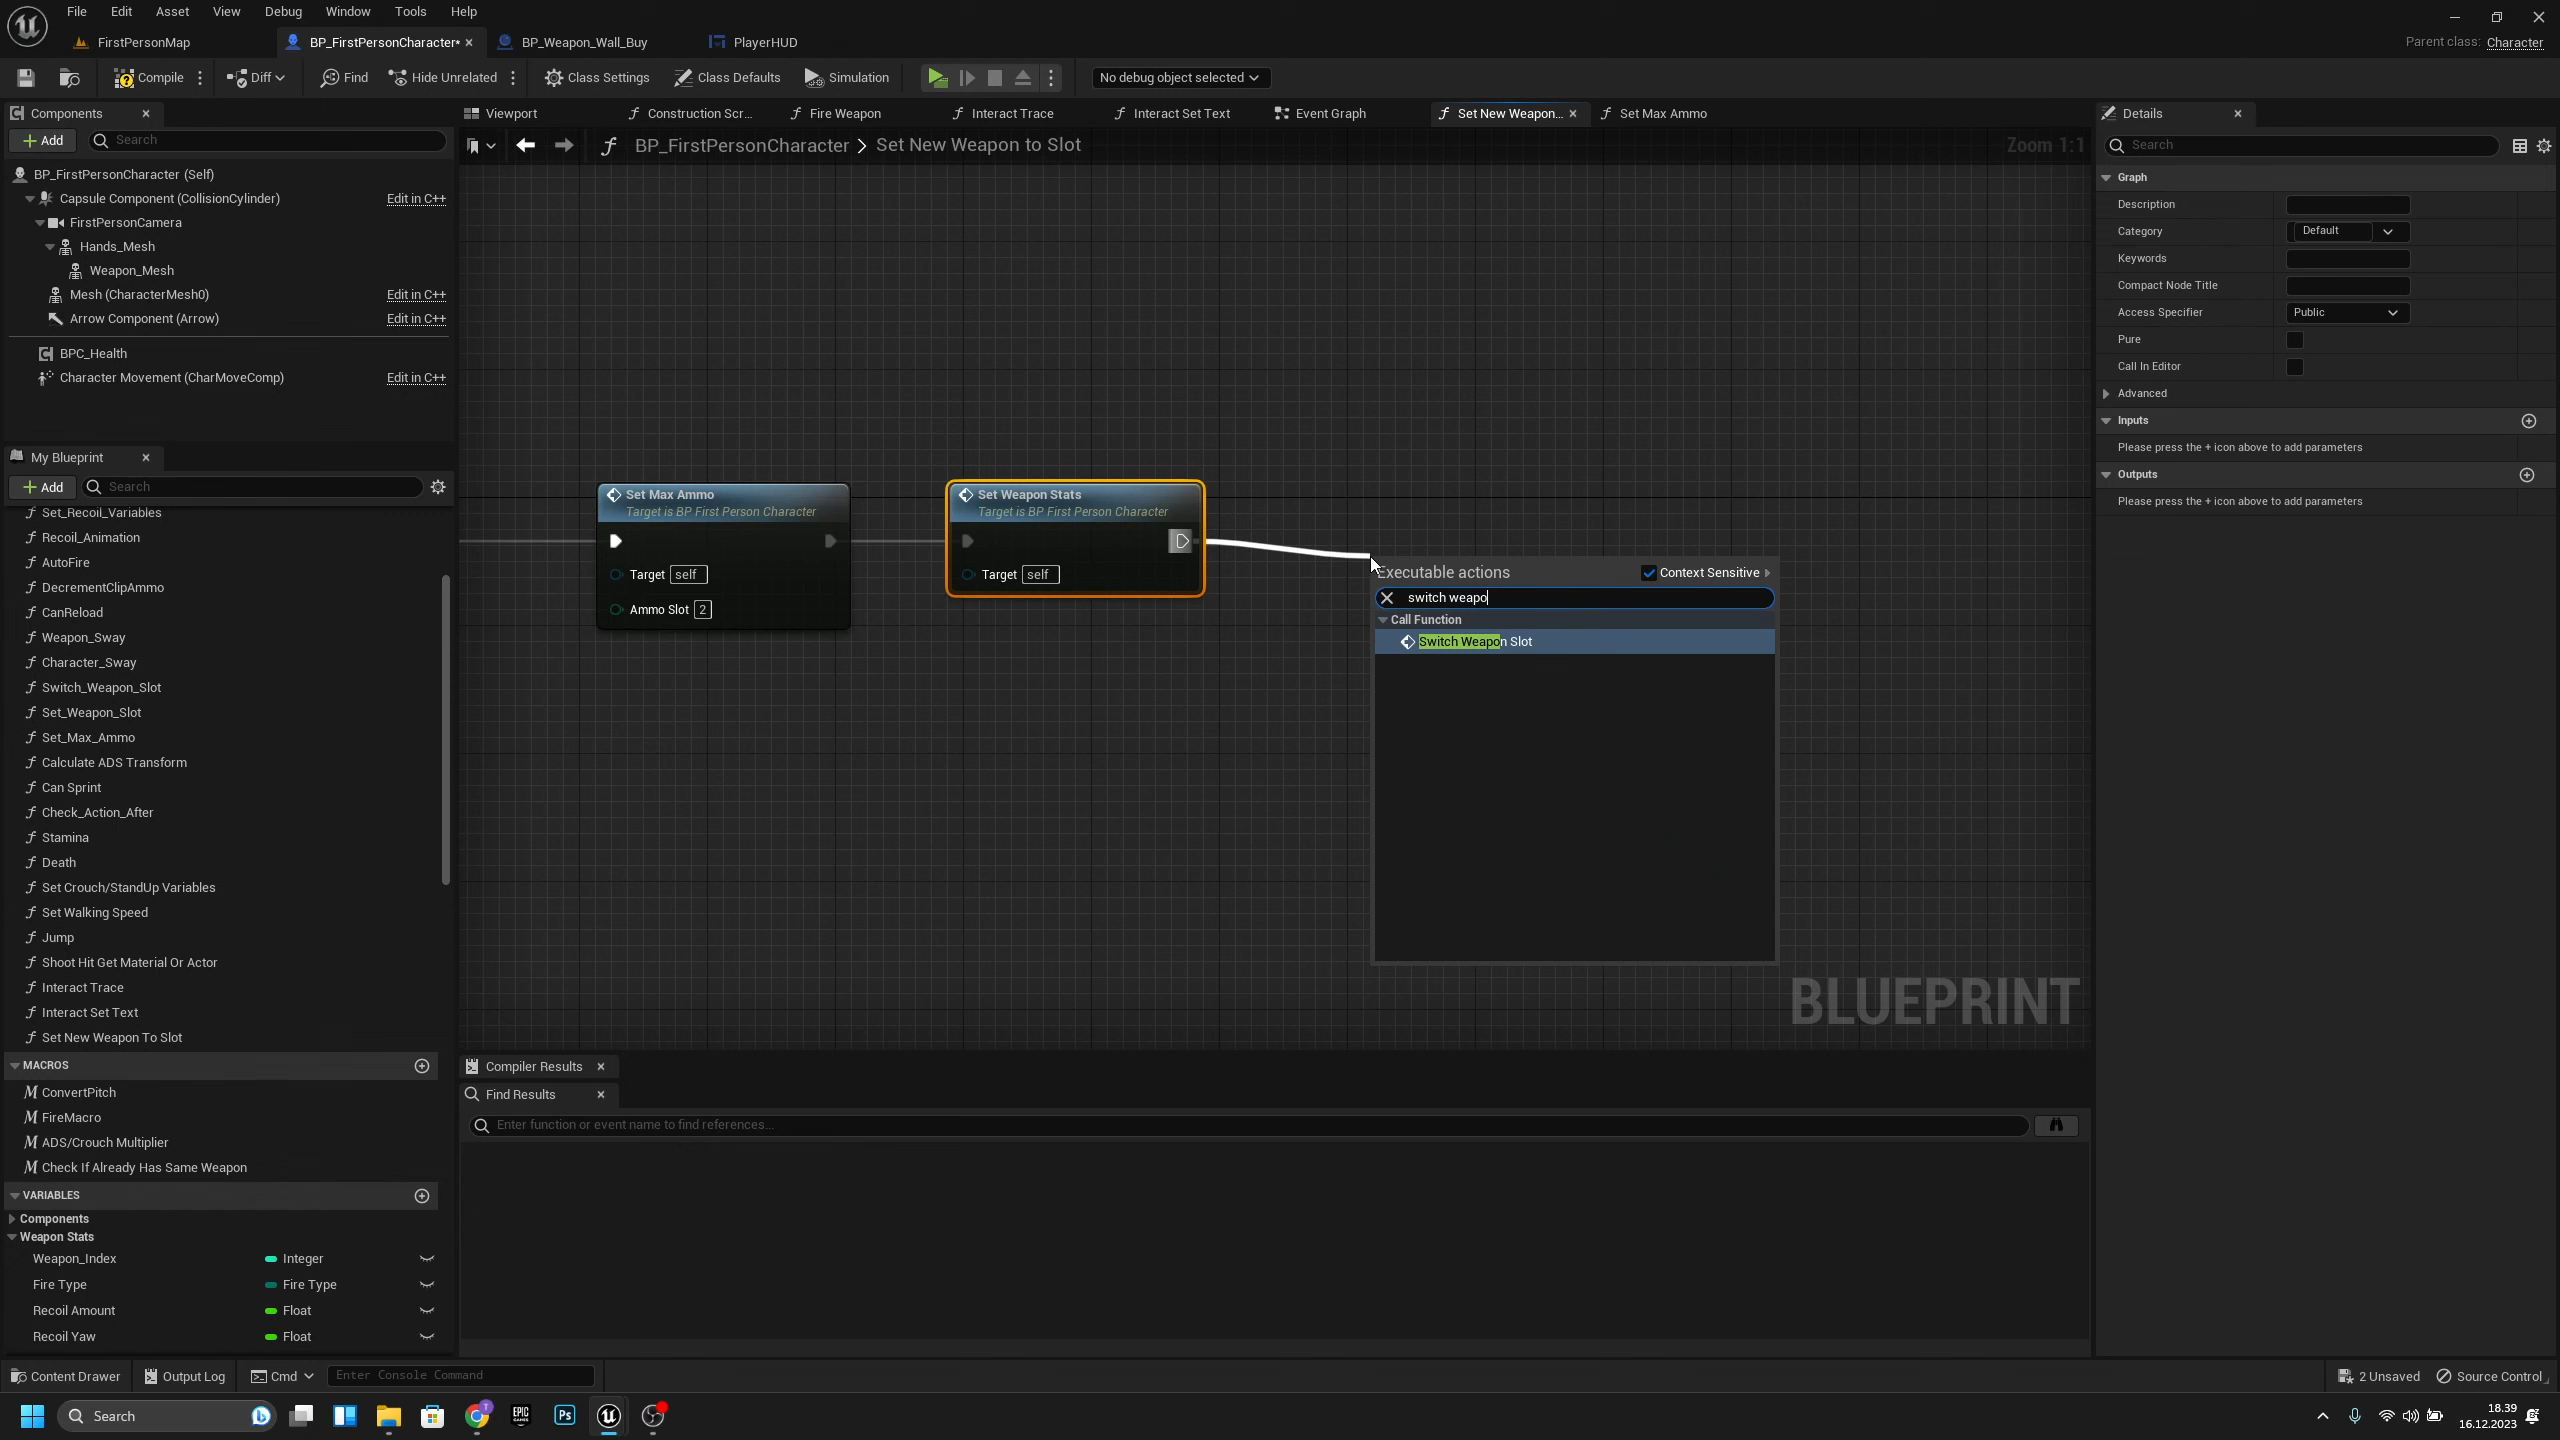 File Edit Asset View Debug Window Tools Help
FirstPersonMap BP_FirstPersonCharacter* BP_Weapon_Wall_Buy PlayerHUD
Parent class: Character
Compile Diff Find Hide Unrelated Class Settings Class Defaults Simulation No debug object selected
Components
Add Search
BP_FirstPersonCharacter (Self)
Capsule Component (CollisionCylinder) Edit in C++
FirstPersonCamera
Hands_Mesh
Weapon_Mesh
Mesh (CharacterMesh0) Edit in C++
Arrow Component (Arrow) Edit in C++
BPC_Health
Character Movement (CharMoveComp) Edit in C++
My Blueprint
Add Search
Set_Recoil_Variables
Recoil_Animation
AutoFire
DecrementClipAmmo
CanReload
Weapon_Sway
Character_Sway
Switch_Weapon_Slot
Set_Weapon_Slot
Set_Max_Ammo
Calculate ADS Transform
Can Sprint
Check_Action_After
Stamina
Death
Set Crouch/StandUp Variables
Set Walking Speed
Jump
Shoot Hit Get Material Or Actor
Interact Trace
Interact Set Text
Set New Weapon To Slot
MACROS
ConvertPitch
FireMacro
ADS/Crouch Multiplier
Check If Already Has Same Weapon
VARIABLES
Components
Weapon Stats
Weapon_Index Integer
Fire Type Fire Type
Recoil Amount Float
Recoil Yaw Float
Viewport Construction Scr... Fire Weapon Interact Trace Interact Set Text Event Graph Set New Weapon... Set Max Ammo
BP_FirstPersonCharacter > Set New Weapon to Slot
Zoom 1:1
Set Max Ammo
Target is BP First Person Character
Target self
Ammo Slot 2
Set Weapon Stats
Target is BP First Person Character
Target self
Executable actions Context Sensitive
switch weapo
Call Function
Switch Weapon Slot
BLUEPRINT
Compiler Results
Find Results
Enter function or event name to find references...
Details
Search
Graph
Description
Category Default
Keywords
Compact Node Title
Access Specifier Public
Pure
Call In Editor
Advanced
Inputs
Please press the + icon above to add parameters
Outputs
Please press the + icon above to add parameters
Content Drawer Output Log Cmd Enter Console Command 2 Unsaved Source Control
Search EPIC GAMES Ps 18.39
16.12.2023